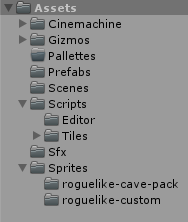 Assets
Cinemachine
Gizmos
Pallettes
Prefabs
Scenes
Scripts
Editor
Tiles
Sfx
Sprites
roguelike-cave-pack
roguelike-custom